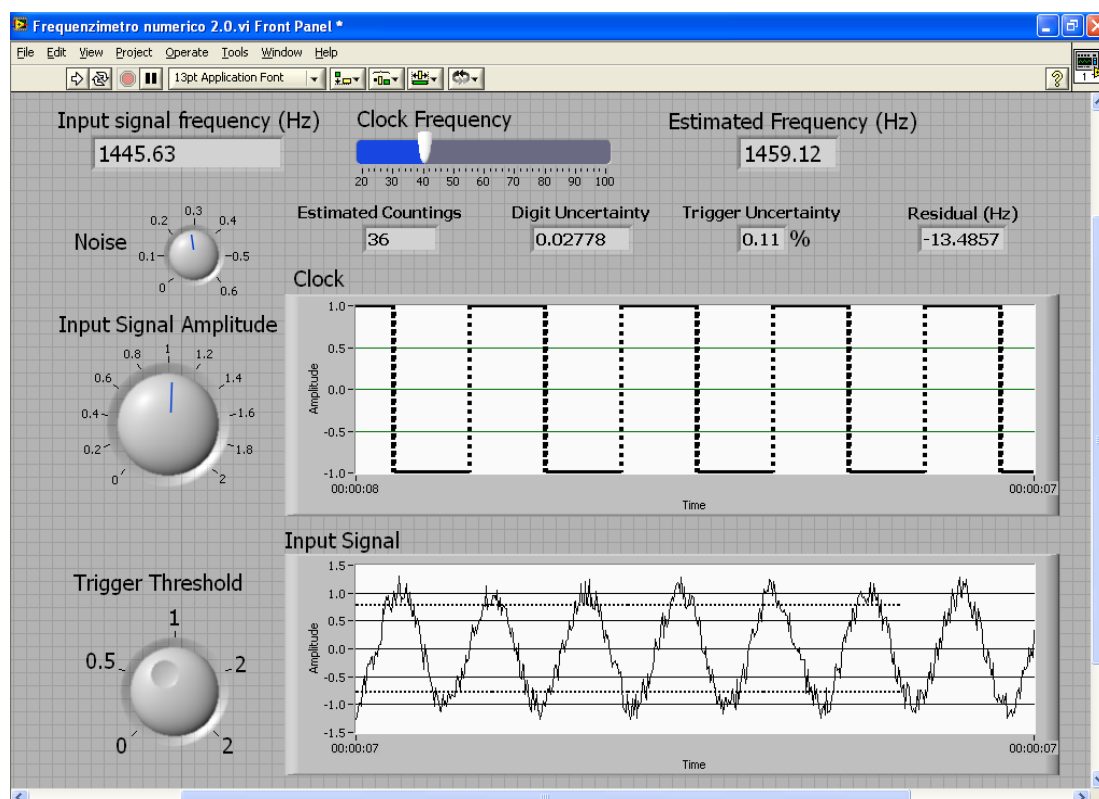 Frequenzimetro numerico 2.0.vi Front Panel *
File Edit View Project Operate Tools Window Help
13pt Application Font
1
Input signal frequency (Hz)
1445.63
Clock Frequency
20 30 40 50 60 70 80 90 100
Estimated Frequency (Hz)
1459.12
Noise
0 0.1 0.2 0.3 0.4 0.5 0.6
Estimated Countings
36
Digit Uncertainty
0.02778
Trigger Uncertainty
0.11 %
Residual (Hz)
-13.4857
Input Signal Amplitude
0 0.2 0.4 0.6 0.8 1 1.2 1.4 1.6 1.8 2
Clock
Amplitude
1.0
0.5
0.0
-0.5
-1.0
00:00:08 00:00:07
Time
Trigger Threshold
0 0.5 1 2 2
Input Signal
Amplitude
1.5
1.0
0.5
0.0
-0.5
-1.0
-1.5
00:00:07 00:00:07
Time